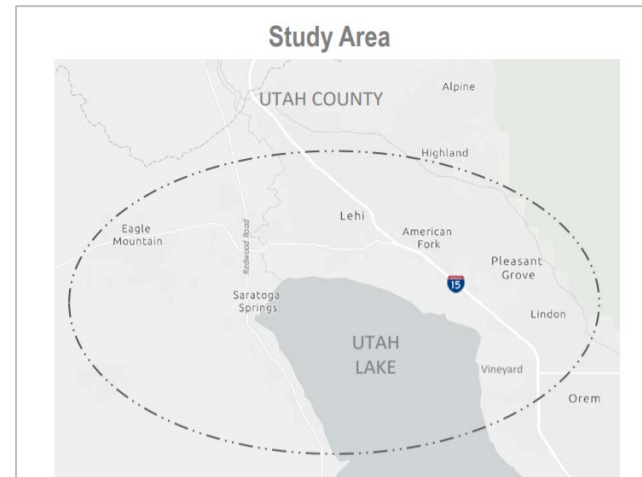 Study Area
UTAH COUNTY
Alpine
Highland
Eagle
Mountain
Redwood Road
Lehi
American
Fork
Pleasant
Grove
15
Saratoga
Springs
Lindon
UTAH
LAKE
Vineyard
Orem